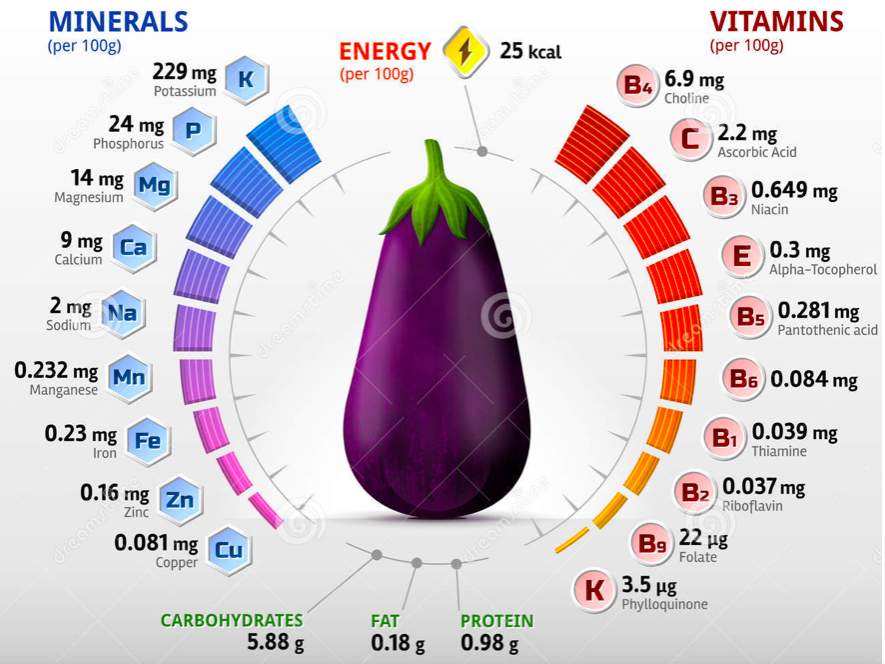 MINERALS
(per 100g)
229 mg
Potassium
K
24 mg
Phosphorus
P
14 mg
Magnesium
Mg
9 mg
Calcium
Ca
2 mg
Sodium
Na
0.232 mg
Manganese
Mn
0.23 mg
Iron
Fe
0.16 mg
Zinc
Zn
0.081 mg
Copper
Cu
ENERGY
(per 100g)
25 kcal
VITAMINS
(per 100g)
B4
6.9 mg
Choline
C
2.2 mg
Ascorbic Acid
B3
0.649 mg
Niacin
E
0.3 mg
Alpha-Tocopherol
B5
0.281 mg
Pantothenic acid
B6
0.084 mg
B1
0.039 mg
Thiamine
B2
0.037 mg
Riboflavin
B9
22 µg
Folate
K
3.5 µg
Phylloquinone
CARBOHYDRATES
5.88 g
FAT
0.18 g
PROTEIN
0.98 g
dreamstime